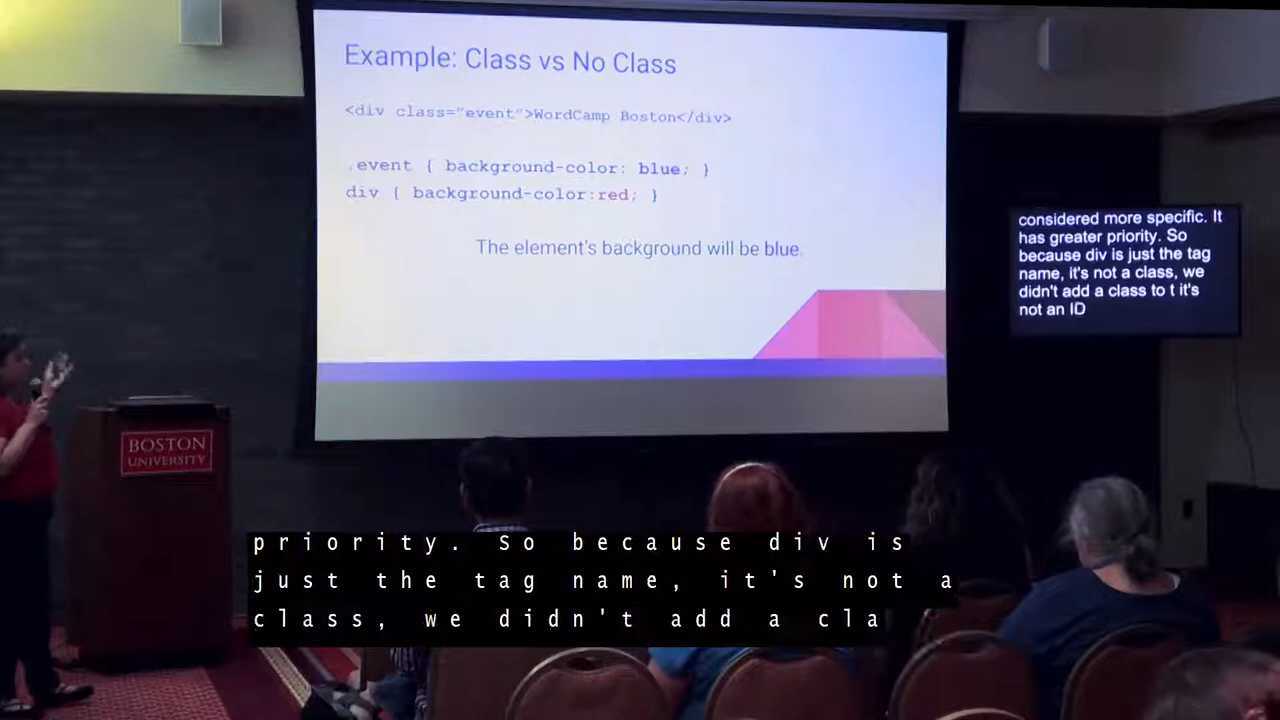 Example: Class vs No Class
<div class="event">WordCamp Boston</div>
.event { background-color: blue; }
div { background-color:red; }
The element's background will be blue.
considered more specific. It
has greater priority. So
because div is just the tag
name, it's not a class, we
didn't add a class to t it's
not an ID
BOSTON
UNIVERSITY
priority. So because div is
just the tag name, it's not a
class, we didn't add a cla